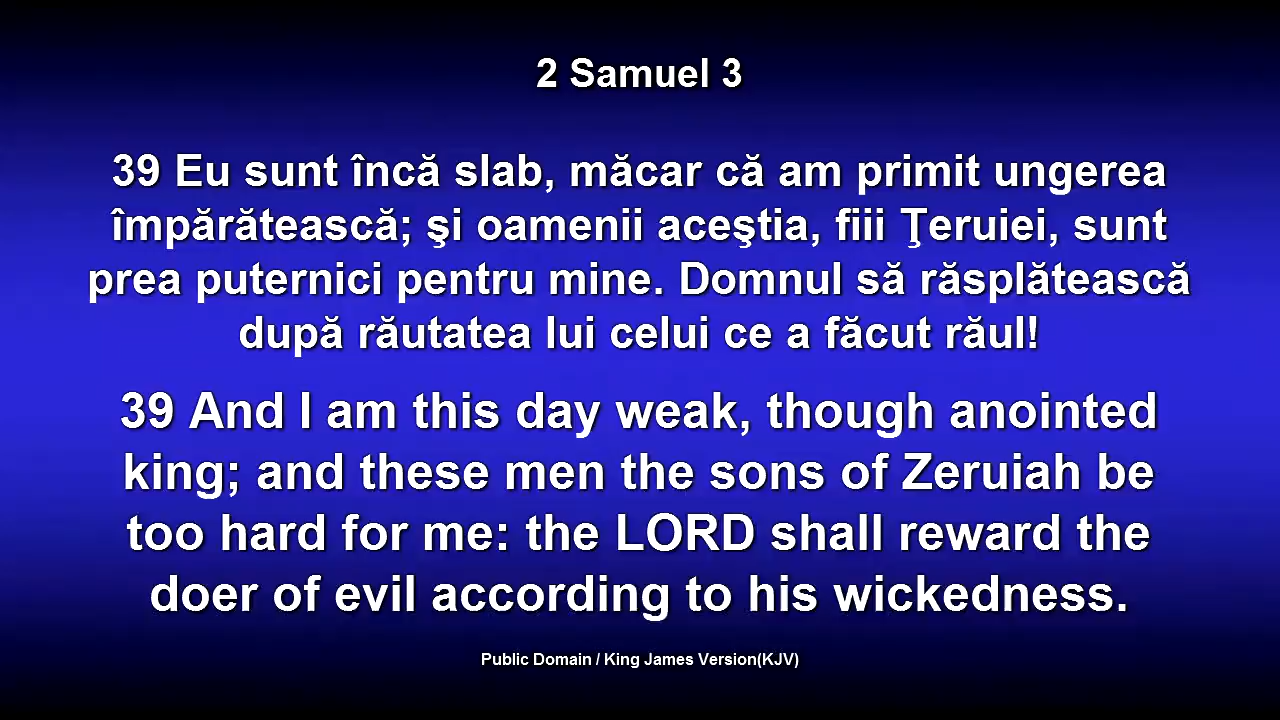 2 Samuel 3
39 Eu sunt încă slab, măcar că am primit ungerea
împărătească; şi oamenii aceştia, fiii Ţeruiei, sunt
prea puternici pentru mine. Domnul să răsplătească
după răutatea lui celui ce a făcut răul!
39 And I am this day weak, though anointed
king; and these men the sons of Zeruiah be
too hard for me: the LORD shall reward the
doer of evil according to his wickedness.
Public Domain / King James Version(KJV)